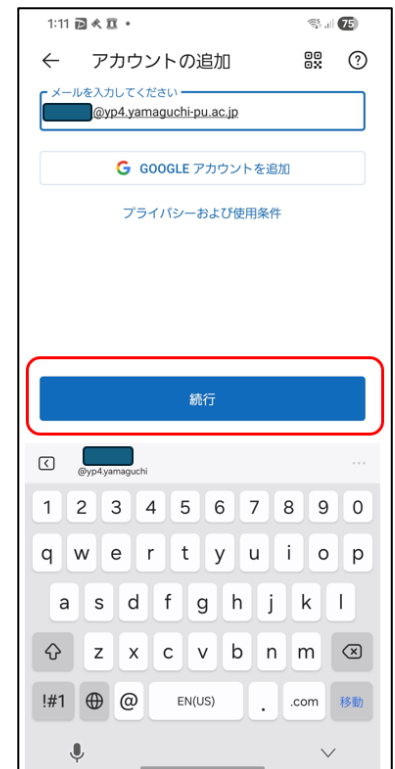 1:11
75
アカウントの追加
メールを入力してください
@yp4.yamaguchi-pu.ac.jp
G GOOGLE アカウントを追加
プライバシーおよび使用条件
続行
@yp4.yamaguchi
1 2 3 4 5 6 7 8 9 0
q w e r t y u i o p
a s d f g h j k l
z x c v b n m
!#1 @ EN(US) . .com 移動